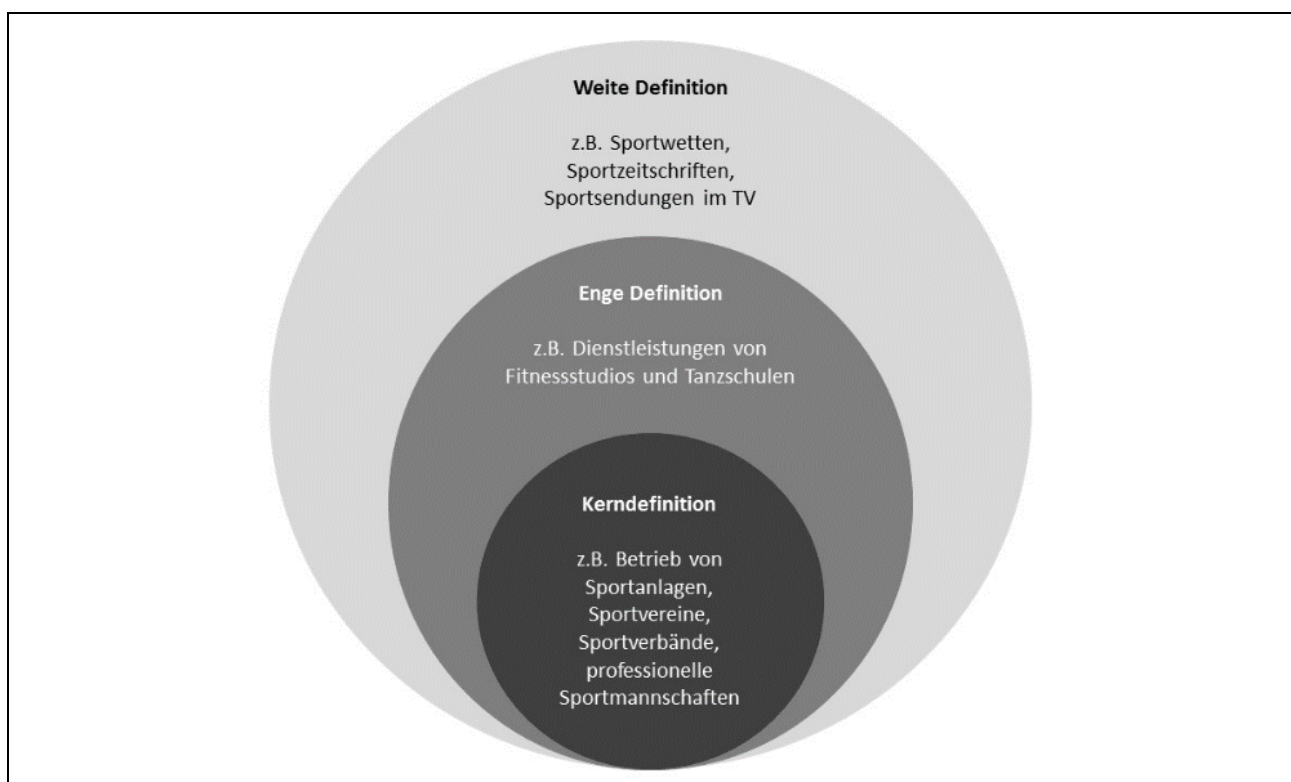 Weite Definition
z.B. Sportwetten,
Sportzeitschriften,
Sportsendungen im TV
Enge Definition
z.B. Dienstleistungen von
Fitnessstudios und Tanzschulen
Kerndefinition
z.B. Betrieb von
Sportanlagen,
Sportvereine,
Sportverbände,
professionelle
Sportmannschaften